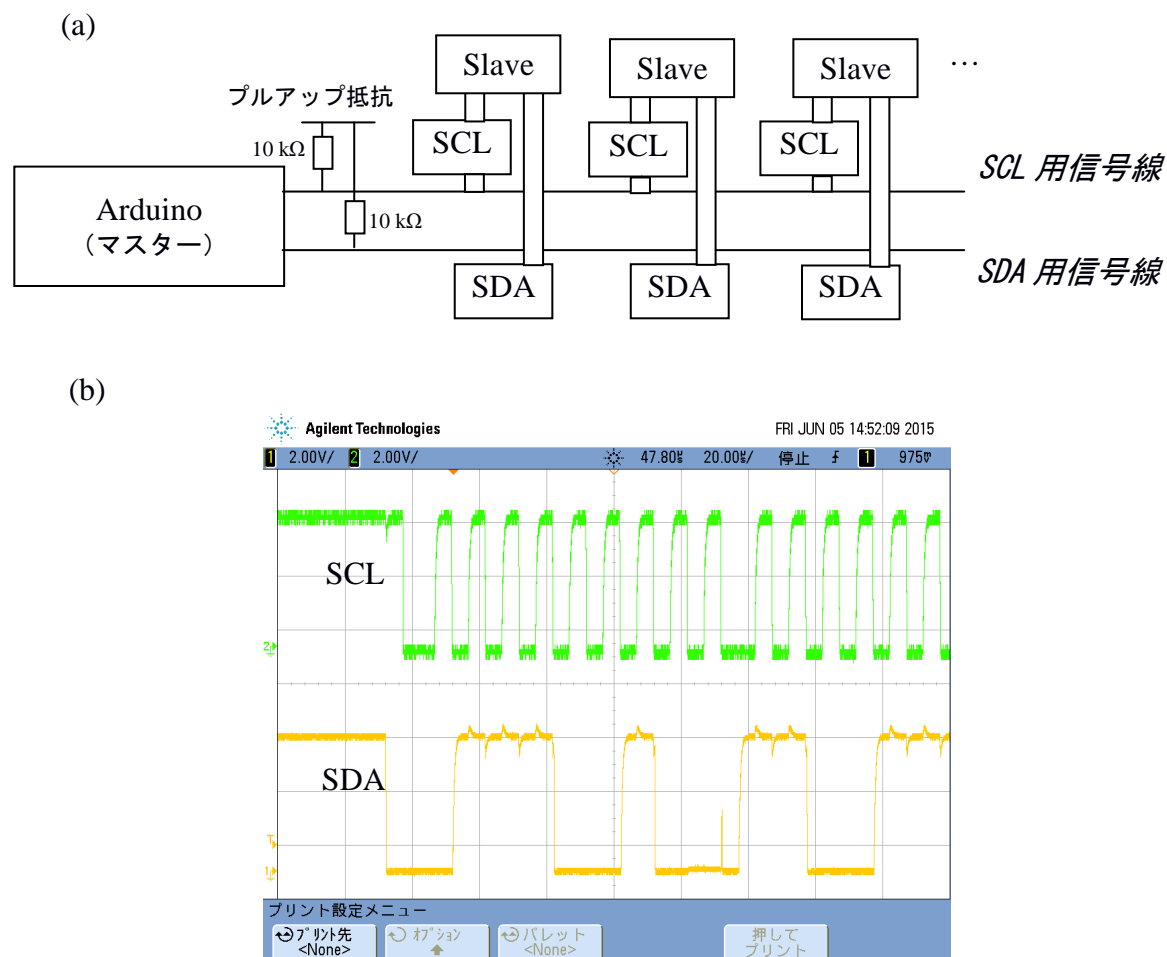 (a)
Slave Slave Slave …
プルアップ抵抗
10 kΩ
SCL SCL SCL
SCL 用信号線
Arduino
（マスター）
10 kΩ
SDA 用信号線
SDA SDA SDA
(b)
Agilent Technologies FRI JUN 05 14:52:09 2015
1 2.00V/ 2 2.00V/ 47.80 20.00 / 停止 1 975
SCL
2
SDA
T
1
プリント設定メニュー
プリント先 オプション パレット 押して
<None> <None> プリント